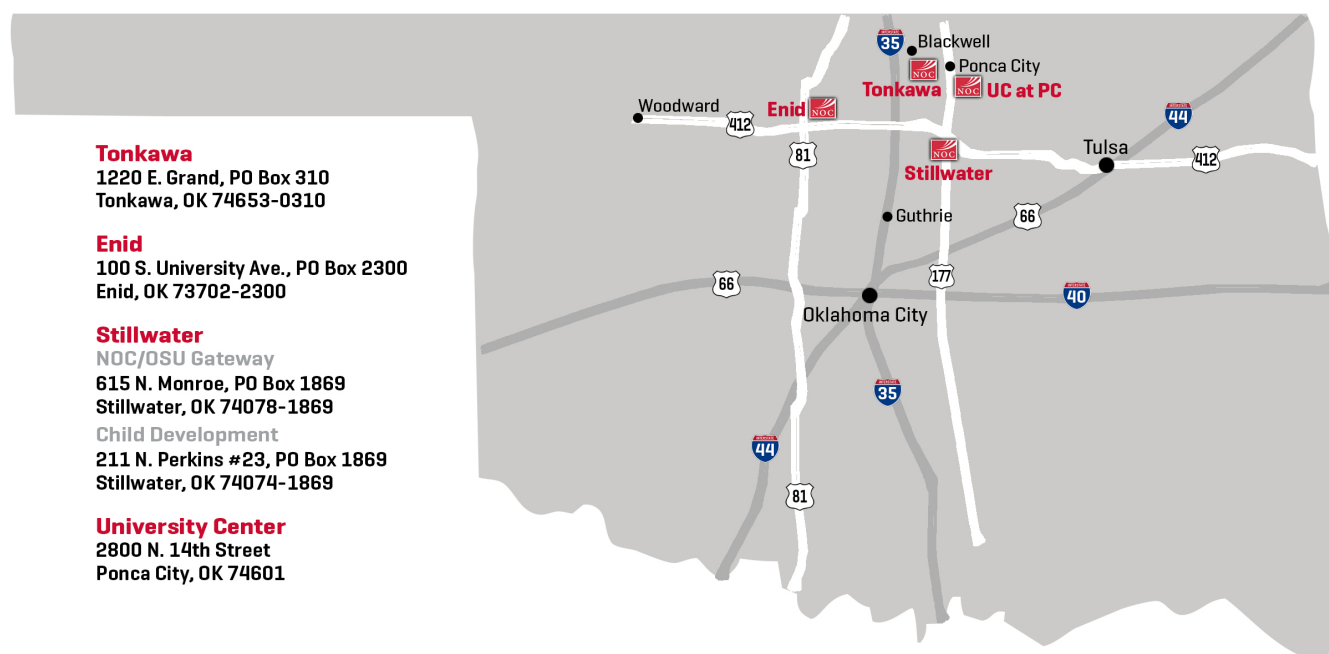 Tonkawa
1220 E. Grand, PO Box 310
Tonkawa, OK 74653-0310
Enid
100 S. University Ave., PO Box 2300
Enid, OK 73702-2300
Stillwater
NOC/OSU Gateway
615 N. Monroe, PO Box 1869
Stillwater, OK 74078-1869
Child Development
211 N. Perkins #23, PO Box 1869
Stillwater, OK 74074-1869
University Center
2800 N. 14th Street
Ponca City, OK 74601
35
Blackwell
Ponca City
NOC
Tonkawa
NOC
UC at PC
Woodward
Enid
NOC
412
81
44
NOC
Stillwater
Tulsa
412
Guthrie
66
66
177
40
Oklahoma City
35
44
81